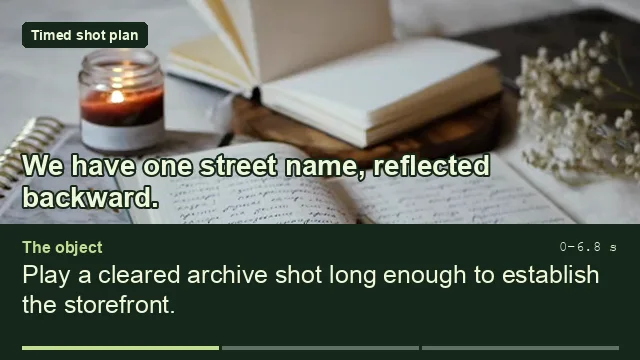 Timed shot plan
We have one street name, reflected
backward.
The object
0–6.8 s
Play a cleared archive shot long enough to establish
the storefront.